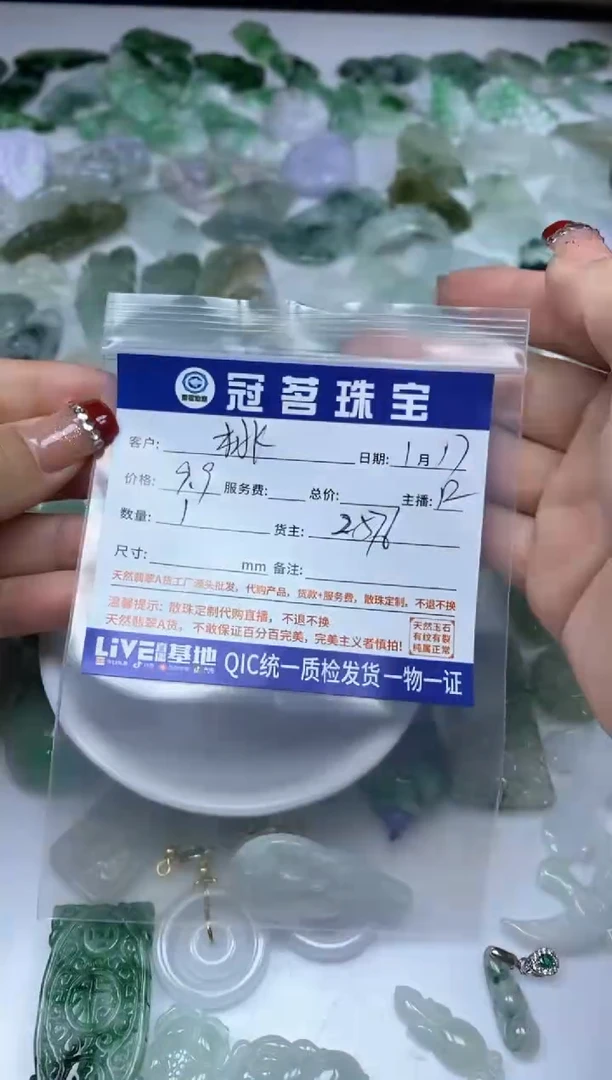 冠茗珠宝
客户: 日期: 1月17
价格: 9.9 服务费: 总价: 主播: 12
数量: 1 货主:
尺寸: mm 备注:
天然翡翠A货工厂源头批发，代购产品，货款+服务费，散珠定制，不退不换
温馨提示: 散珠定制代购直播，不退不换
天然翡翠A货，不敢保证百分百完美，完美主义者慎拍!
天然玉石
有纹有裂
纯属正常
LIVE直播基地 QIC统一质检发货一物一证